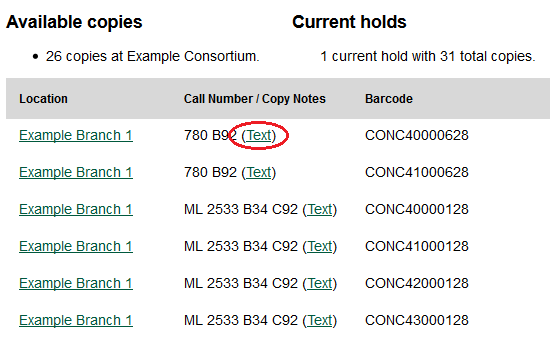 Available copies Current holds
26 copies at Example Consortium. 1 current hold with 31 total copies.
Location Call Number / Copy Notes Barcode
Example Branch 1 780 B92 (Text) CONC40000628
Example Branch 1 780 B92 (Text) CONC41000628
Example Branch 1 ML 2533 B34 C92 (Text) CONC40000128
Example Branch 1 ML 2533 B34 C92 (Text) CONC41000128
Example Branch 1 ML 2533 B34 C92 (Text) CONC42000128
Example Branch 1 ML 2533 B34 C92 (Text) CONC43000128